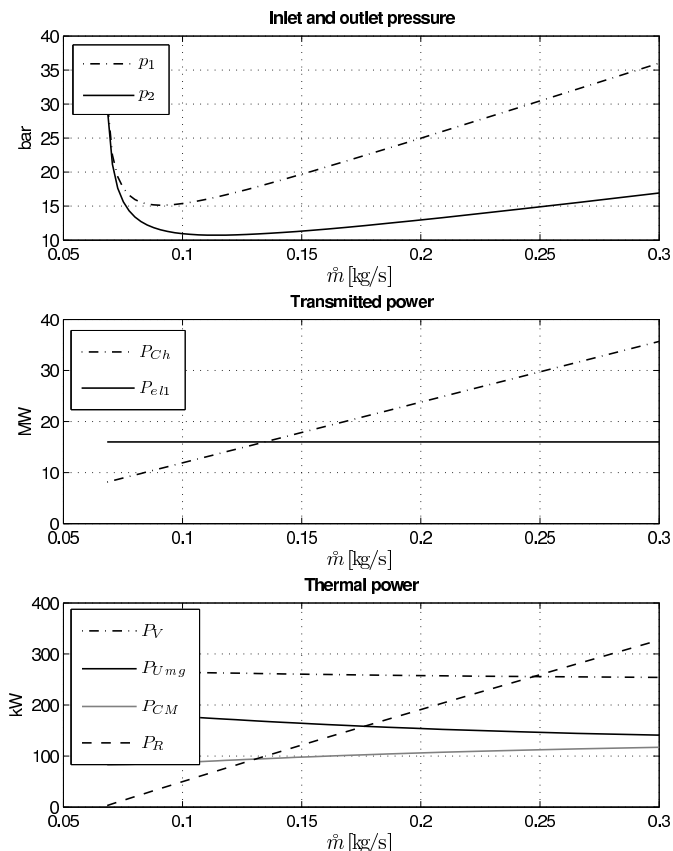 Inlet and outlet pressure
40
35
30
25
20
15
10
bar
p1
p2
0.05 0.1 0.15 0.2 0.25 0.3
m̊ [kg/s]
Transmitted power
40
30
20
10
0
MW
PCh
Pel1
0.05 0.1 0.15 0.2 0.25 0.3
m̊ [kg/s]
Thermal power
400
300
200
100
0
kW
PV
PUmg
PCM
PR
0.05 0.1 0.15 0.2 0.25 0.3
m̊ [kg/s]